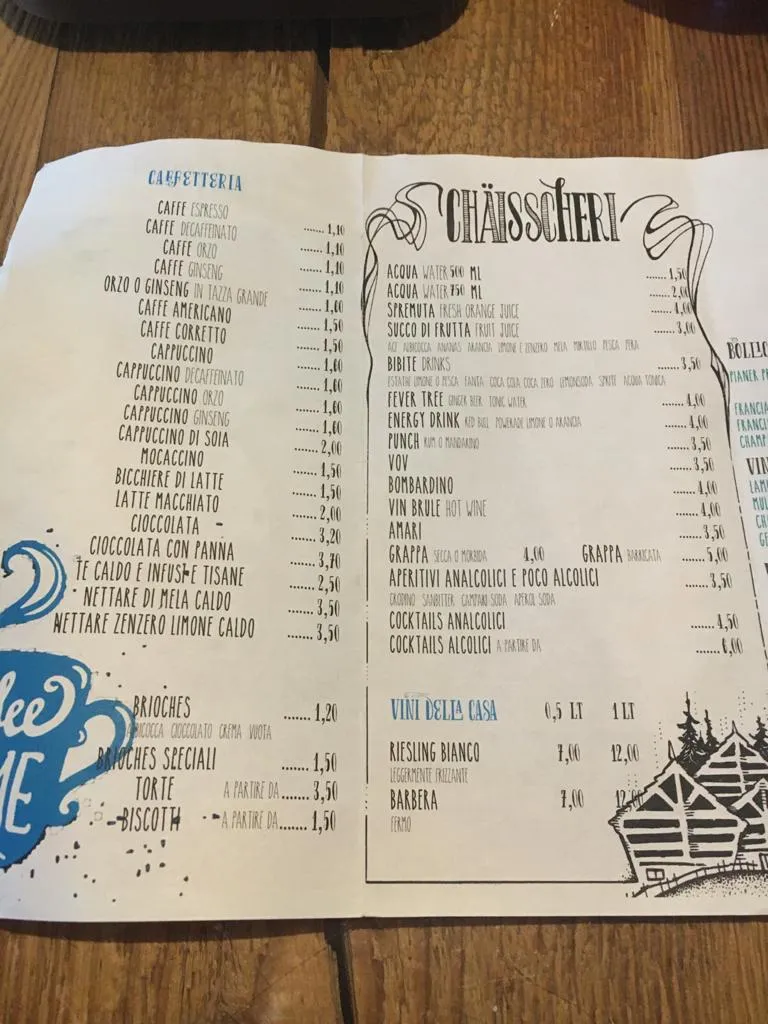 CAFFETTERIA
CAFFE ESPRESSO ....... 1,10
CAFFE DECAFFEINATO ....... 1,10
CAFFE ORZO ....... 1,10
CAFFE GINSENG ....... 1,10
ORZO O GINSENG IN TAZZA GRANDE ....... 1,60
CAFFE AMERICANO ....... 1,50
CAFFE CORRETTO ....... 1,50
CAPPUCCINO ....... 1,60
CAPPUCCINO DECAFFEINATO ....... 1,60
CAPPUCCINO ORZO ....... 1,60
CAPPUCCINO GINSENG ....... 1,60
CAPPUCCINO DI SOIA ....... 2,00
MOCACCINO ....... 1,50
BICCHIERE DI LATTE ....... 1,50
LATTE MACCHIATO ....... 2,00
CIOCCOLATA ....... 3,20
CIOCCOLATA CON PANNA ....... 3,70
TE CALDO E INFUSI E TISANE ....... 2,50
NETTARE DI MELA CALDO ....... 3,50
NETTARE ZENZERO LIMONE CALDO ....... 3,50
BRIOCHES ....... 1,20
CIOCCOLATO CREMA VUOTA
BRIOCHES SPECIALI ....... 1,50
TORTE A PARTIRE DA....... 3,50
BISCOTTI A PARTIRE DA....... 1,50
CHÄISSCHERI
ACQUA WATER 500 ML ....... 1,50
ACQUA WATER 750 ML ....... 2,00
SPREMUTA FRESH ORANGE JUICE ....... 4,00
SUCCO DI FRUTTA FRUIT JUICE ....... 3,00
ACE ALBICOCCA ANANAS ARANCIA LIMONE E ZENZERO MELA MIRTILLO PESCA PERA
BIBITE DRINKS ....... 3,50
ESTATHE LIMONE O PESCA FANTA COCA COLA COCA ZERO LEMONSODA SPRITE ACQUA TONICA
FEVER TREE GINGER BEER TONIC WATER ....... 4,00
ENERGY DRINK RED BULL POWERADE LIMONE O ARANCIA ....... 4,00
PUNCH RUM O MANDARINO ....... 3,50
VOV ....... 3,50
BOMBARDINO ....... 4,00
VIN BRULE HOT WINE ....... 4,00
AMARI ....... 3,50
GRAPPA SECCA O MORBIDA 4,00 GRAPPA BARRICATA ....... 5,00
APERITIVI ANALCOLICI E POCO ALCOLICI ....... 3,50
CRODINO SANBITTER CAMPARI SODA APEROL SODA
COCKTAILS ANALCOLICI ....... 4,50
COCKTAILS ALCOLICI A PARTIRE DA ....... 6,00
VINI DELLA CASA 0,5 LT 1 LT
RIESLING BIANCO 7,00 12,00
LEGGERMENTE FRIZZANTE
BARBERA 7,00 12,00
FERMO